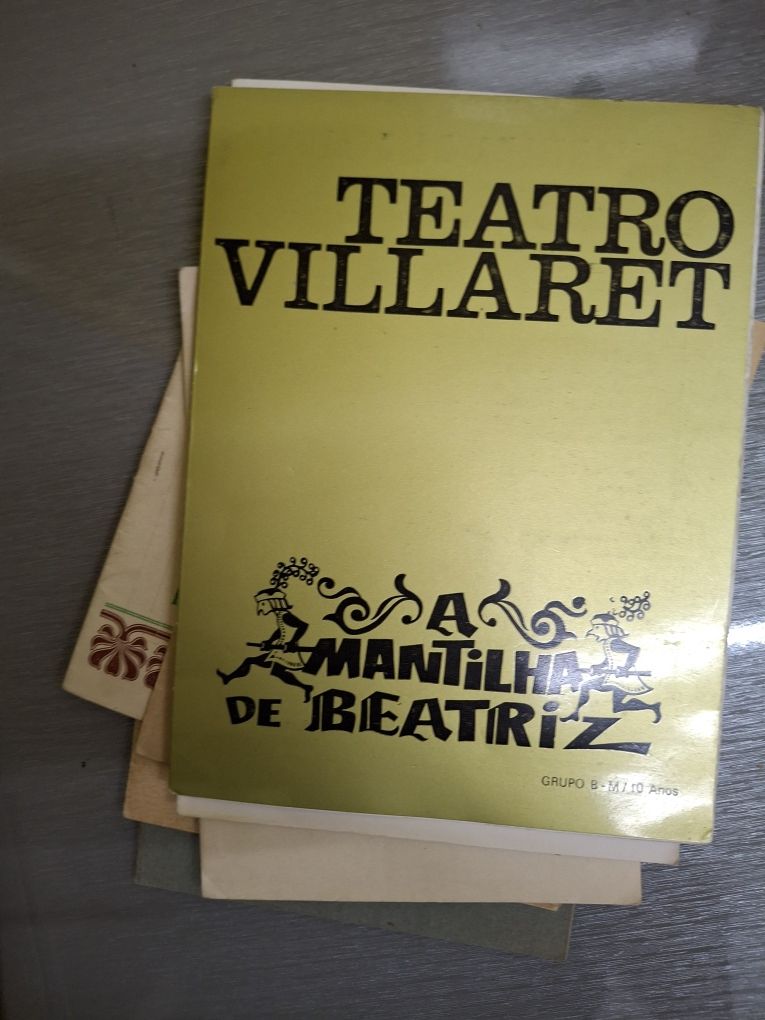 TEATRO
VILLARET
A
MANTILHA
DE BEATRIZ
GRUPO B - M / 10 Anos